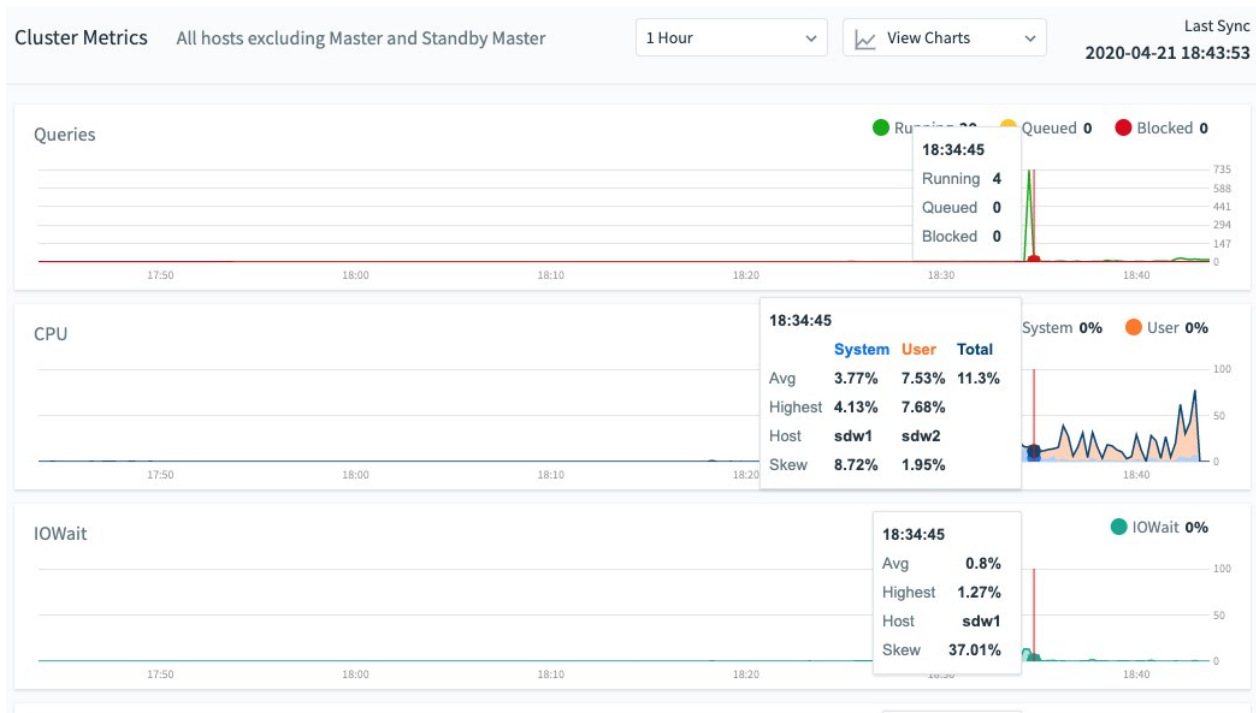 Cluster Metrics All hosts excluding Master and Standby Master 1 Hour View Charts Last Sync
2020-04-21 18:43:53
Queries Queued 0 Blocked 0
18:34:45
Running 4
Queued 0
Blocked 0
735
588
441
294
147
0
17:50 18:00 18:10 18:20 18:30 18:40
CPU System 0% User 0%
18:34:45
System User Total
Avg 3.77% 7.53% 11.3%
Highest 4.13% 7.68%
Host sdw1 sdw2
Skew 8.72% 1.95%
100
50
0
17:50 18:00 18:10 18:20 18:40
IOWait IOWait 0%
18:34:45
Avg 0.8%
Highest 1.27%
Host sdw1
Skew 37.01%
100
50
0
17:50 18:00 18:10 18:20 18:40